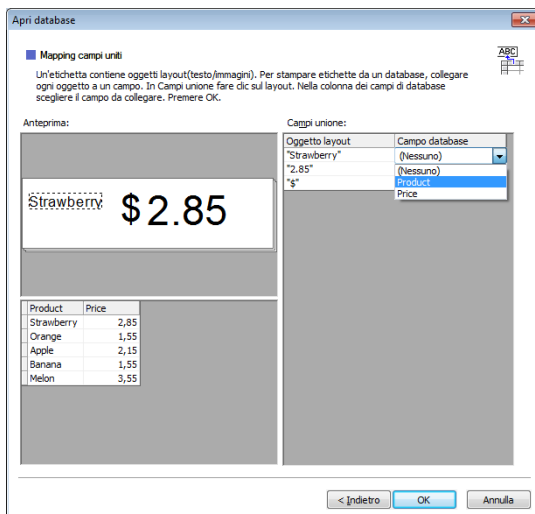 Apri database
Mapping campi uniti
ABC
Un'etichetta contiene oggetti layout(testo/immagini). Per stampare etichette da un database, collegare
ogni oggetto a un campo. In Campi unione fare clic sul layout. Nella colonna dei campi di database
scegliere il campo da collegare. Premere OK.
Anteprima:
Strawberry $ 2.85
Campi unione:
Oggetto layout Campo database
"Strawberry" (Nessuno)
"2.85" (Nessuno)
"$" Product
Price
Product Price
Strawberry 2,85
Orange 1,55
Apple 2,15
Banana 1,55
Melon 3,55
< Indietro OK Annulla